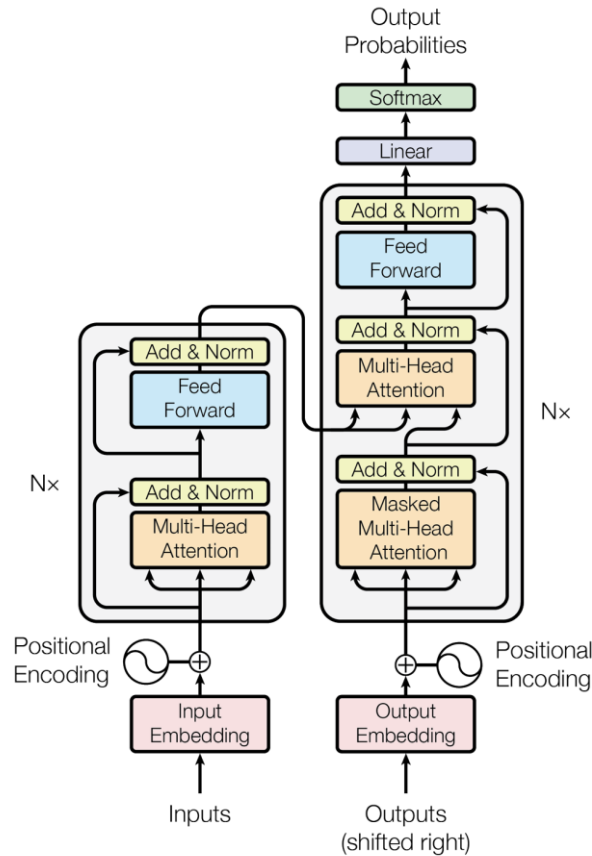 Output
Probabilities
Softmax
Linear
Add & Norm
Feed
Forward
Add & Norm
Multi-Head
Attention
Add & Norm
Masked
Multi-Head
Attention
N×
Add & Norm
Feed
Forward
Add & Norm
Multi-Head
Attention
N×
Positional
Encoding
Positional
Encoding
Input
Embedding
Output
Embedding
Inputs
Outputs
(shifted right)